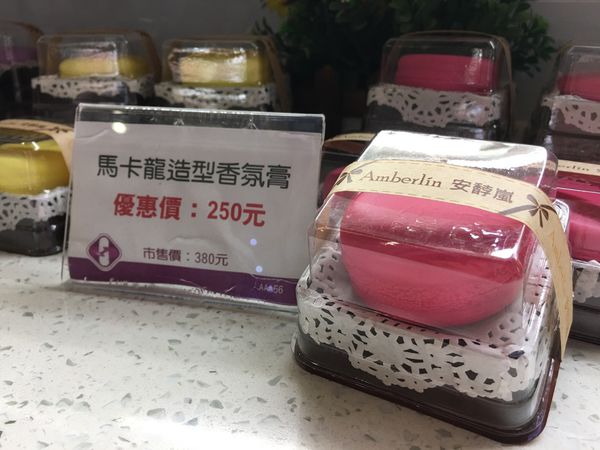 馬卡龍造型香氛膏
優惠價：250元
市售價：380元
Amberlin 安醇嵐